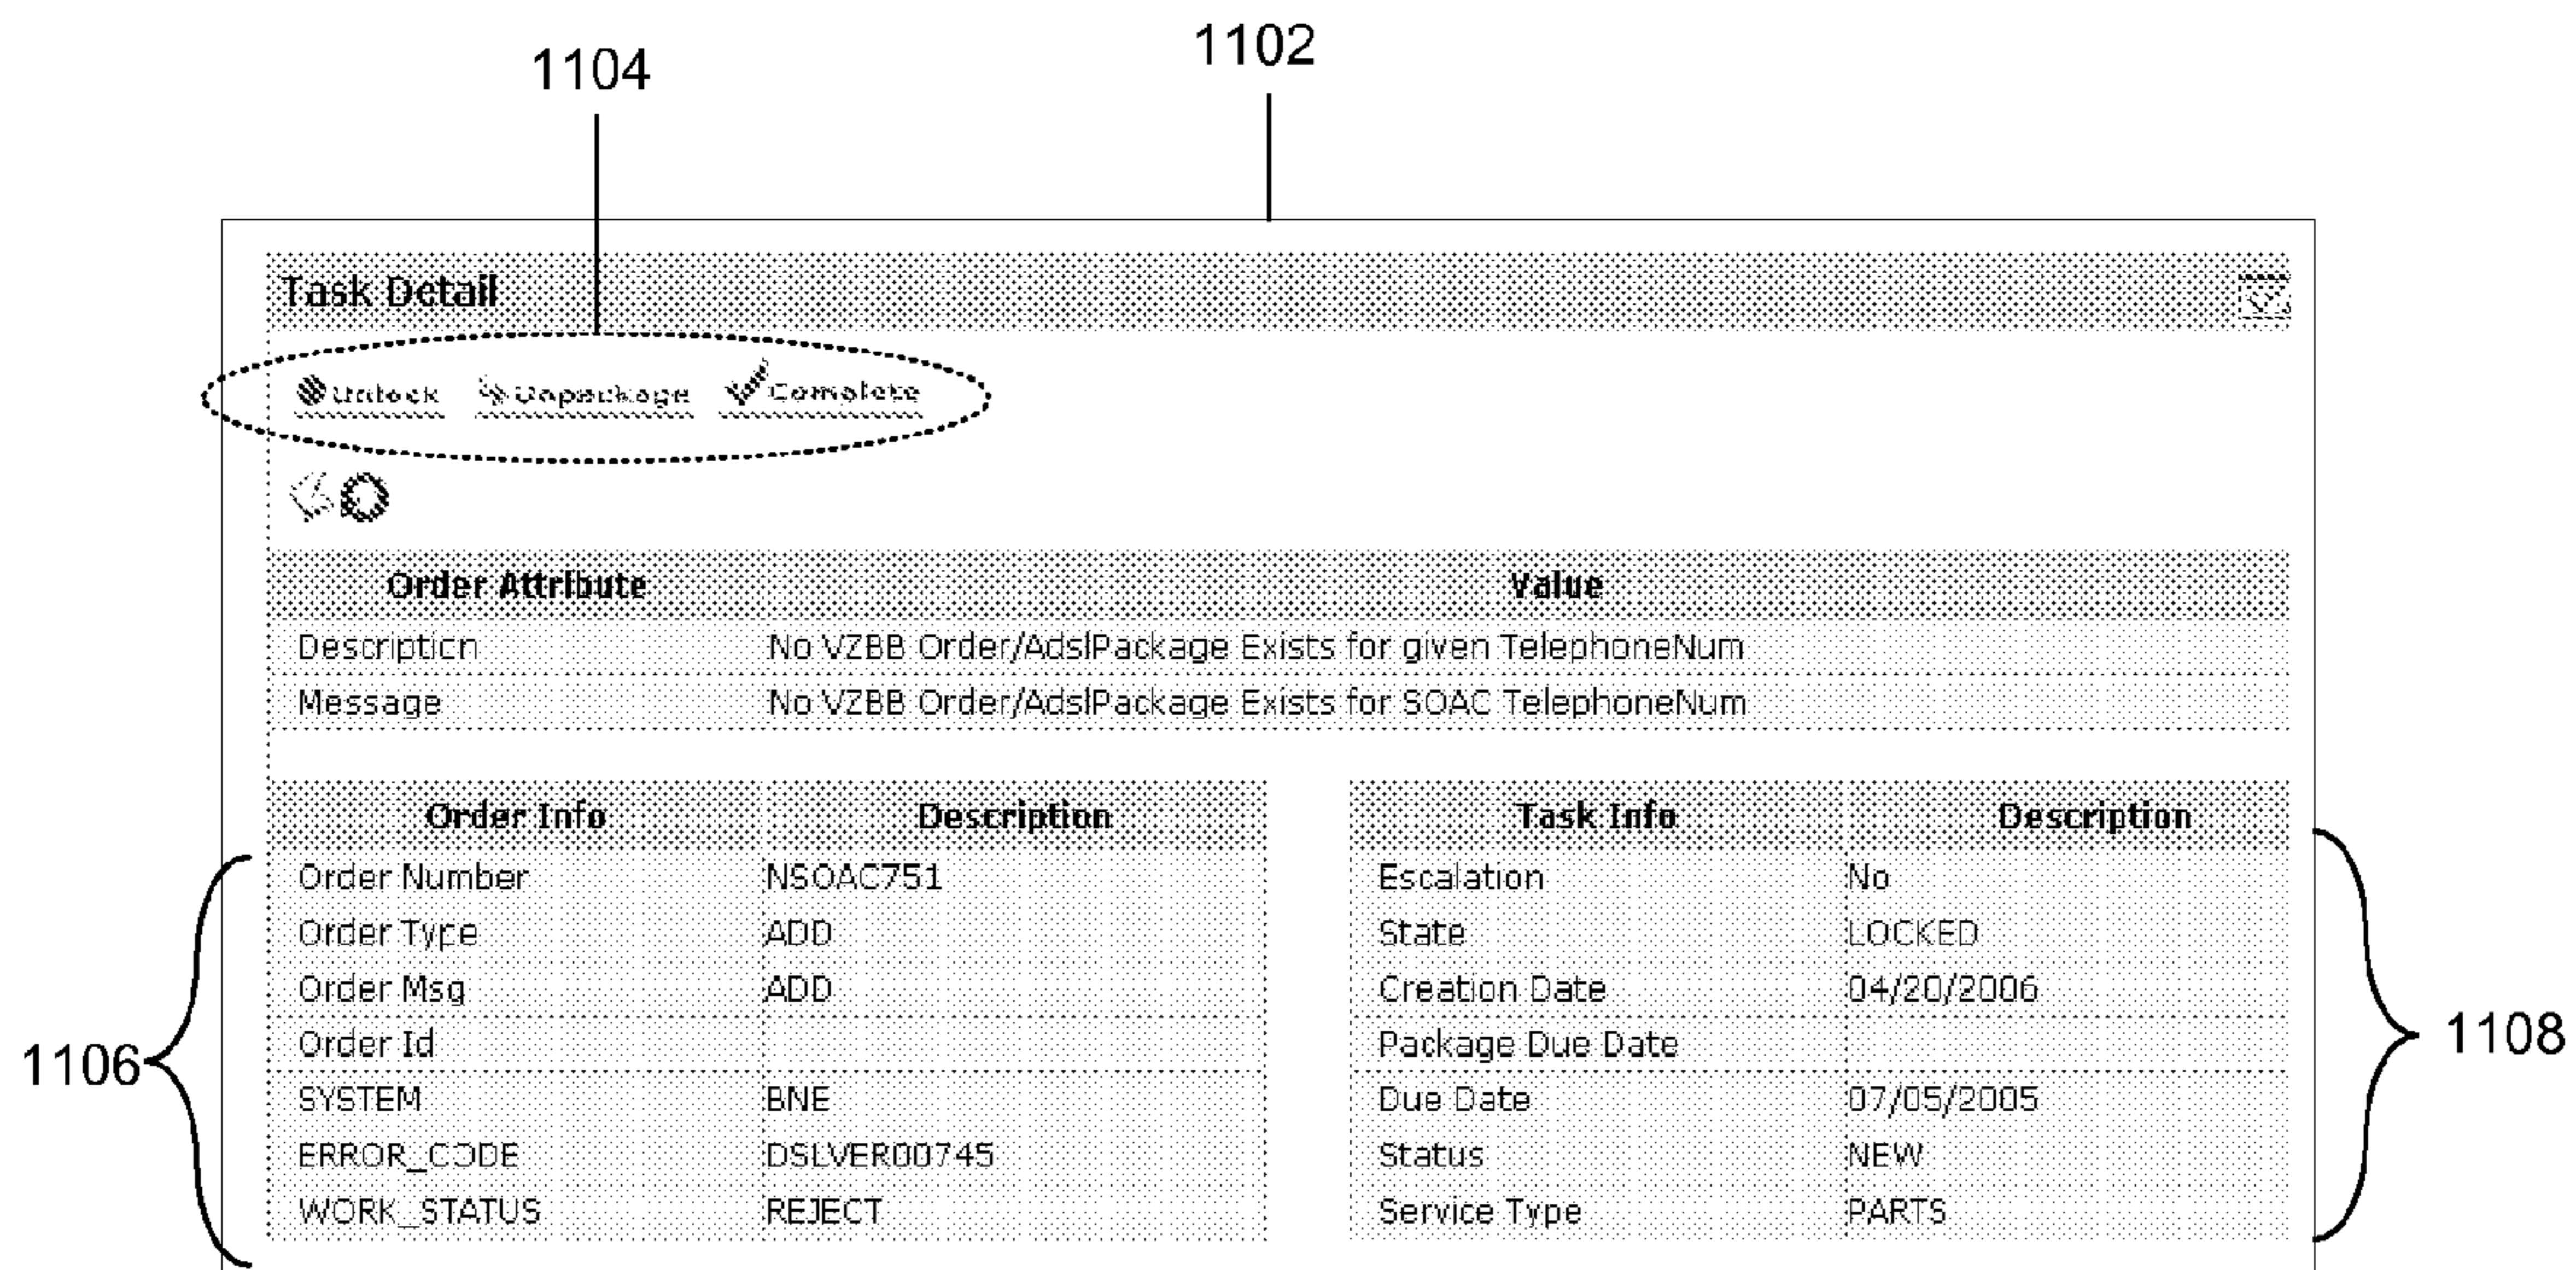 1104
1102
Task Detail
Unlock Unpackage Complete
Order Attribute Value
Description No VZBB Order/AdslPackage Exists for given TelephoneNum
Message No VZBB Order/AdslPackage Exists for SOAC TelephoneNum
Order Info Description Task Info Description
Order Number NSOAC751 Escalation No
Order Type ADD State LOCKED
Order Msg ADD Creation Date 04/20/2006
Order Id Package Due Date
1106
1108
SYSTEM BNE Due Date 07/05/2005
ERROR_CODE DSLVER00745 Status NEW
WORK_STATUS REJECT Service Type PARTS